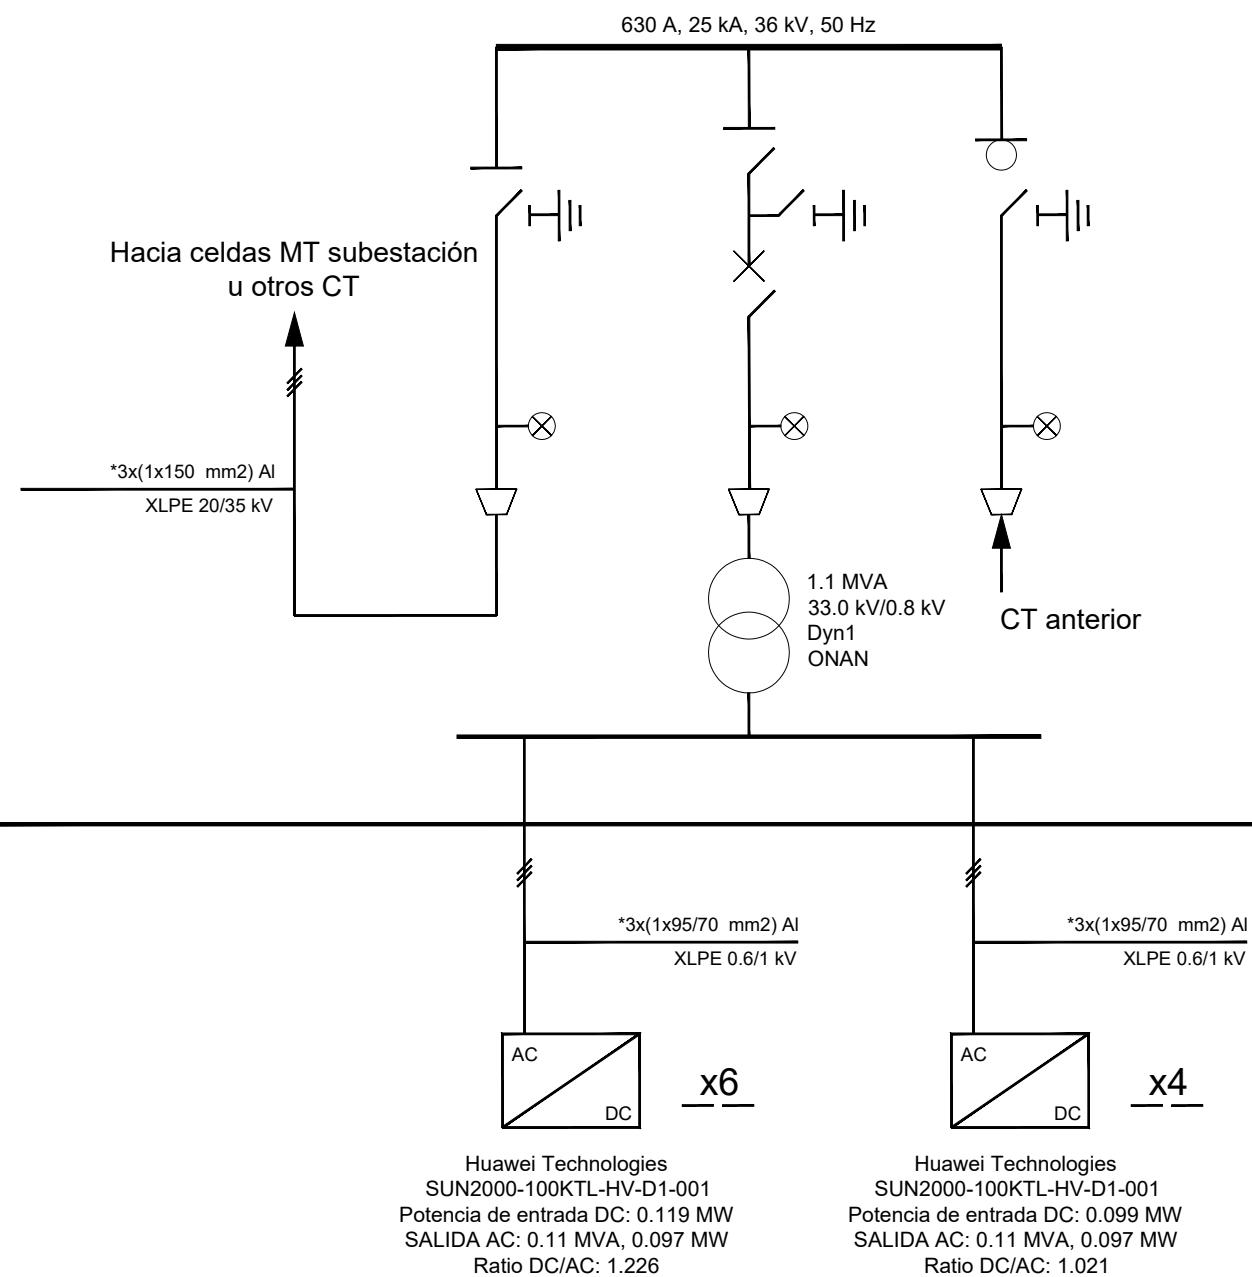 630 A, 25 kA, 36 kV, 50 Hz
Hacia celdas MT subestación
u otros CT
*3x(1x150  mm2) Al
XLPE 20/35 kV
1.1 MVA
33.0 kV/0.8 kV
Dyn1
ONAN
CT anterior
*3x(1x95/70  mm2) Al
XLPE 0.6/1 kV
*3x(1x95/70  mm2) Al
XLPE 0.6/1 kV
AC
DC
x6
AC
DC
x4
Huawei Technologies
SUN2000-100KTL-HV-D1-001
Potencia de entrada DC: 0.119 MW
SALIDA AC: 0.11 MVA, 0.097 MW
Ratio DC/AC: 1.226
Huawei Technologies
SUN2000-100KTL-HV-D1-001
Potencia de entrada DC: 0.099 MW
SALIDA AC: 0.11 MVA, 0.097 MW
Ratio DC/AC: 1.021